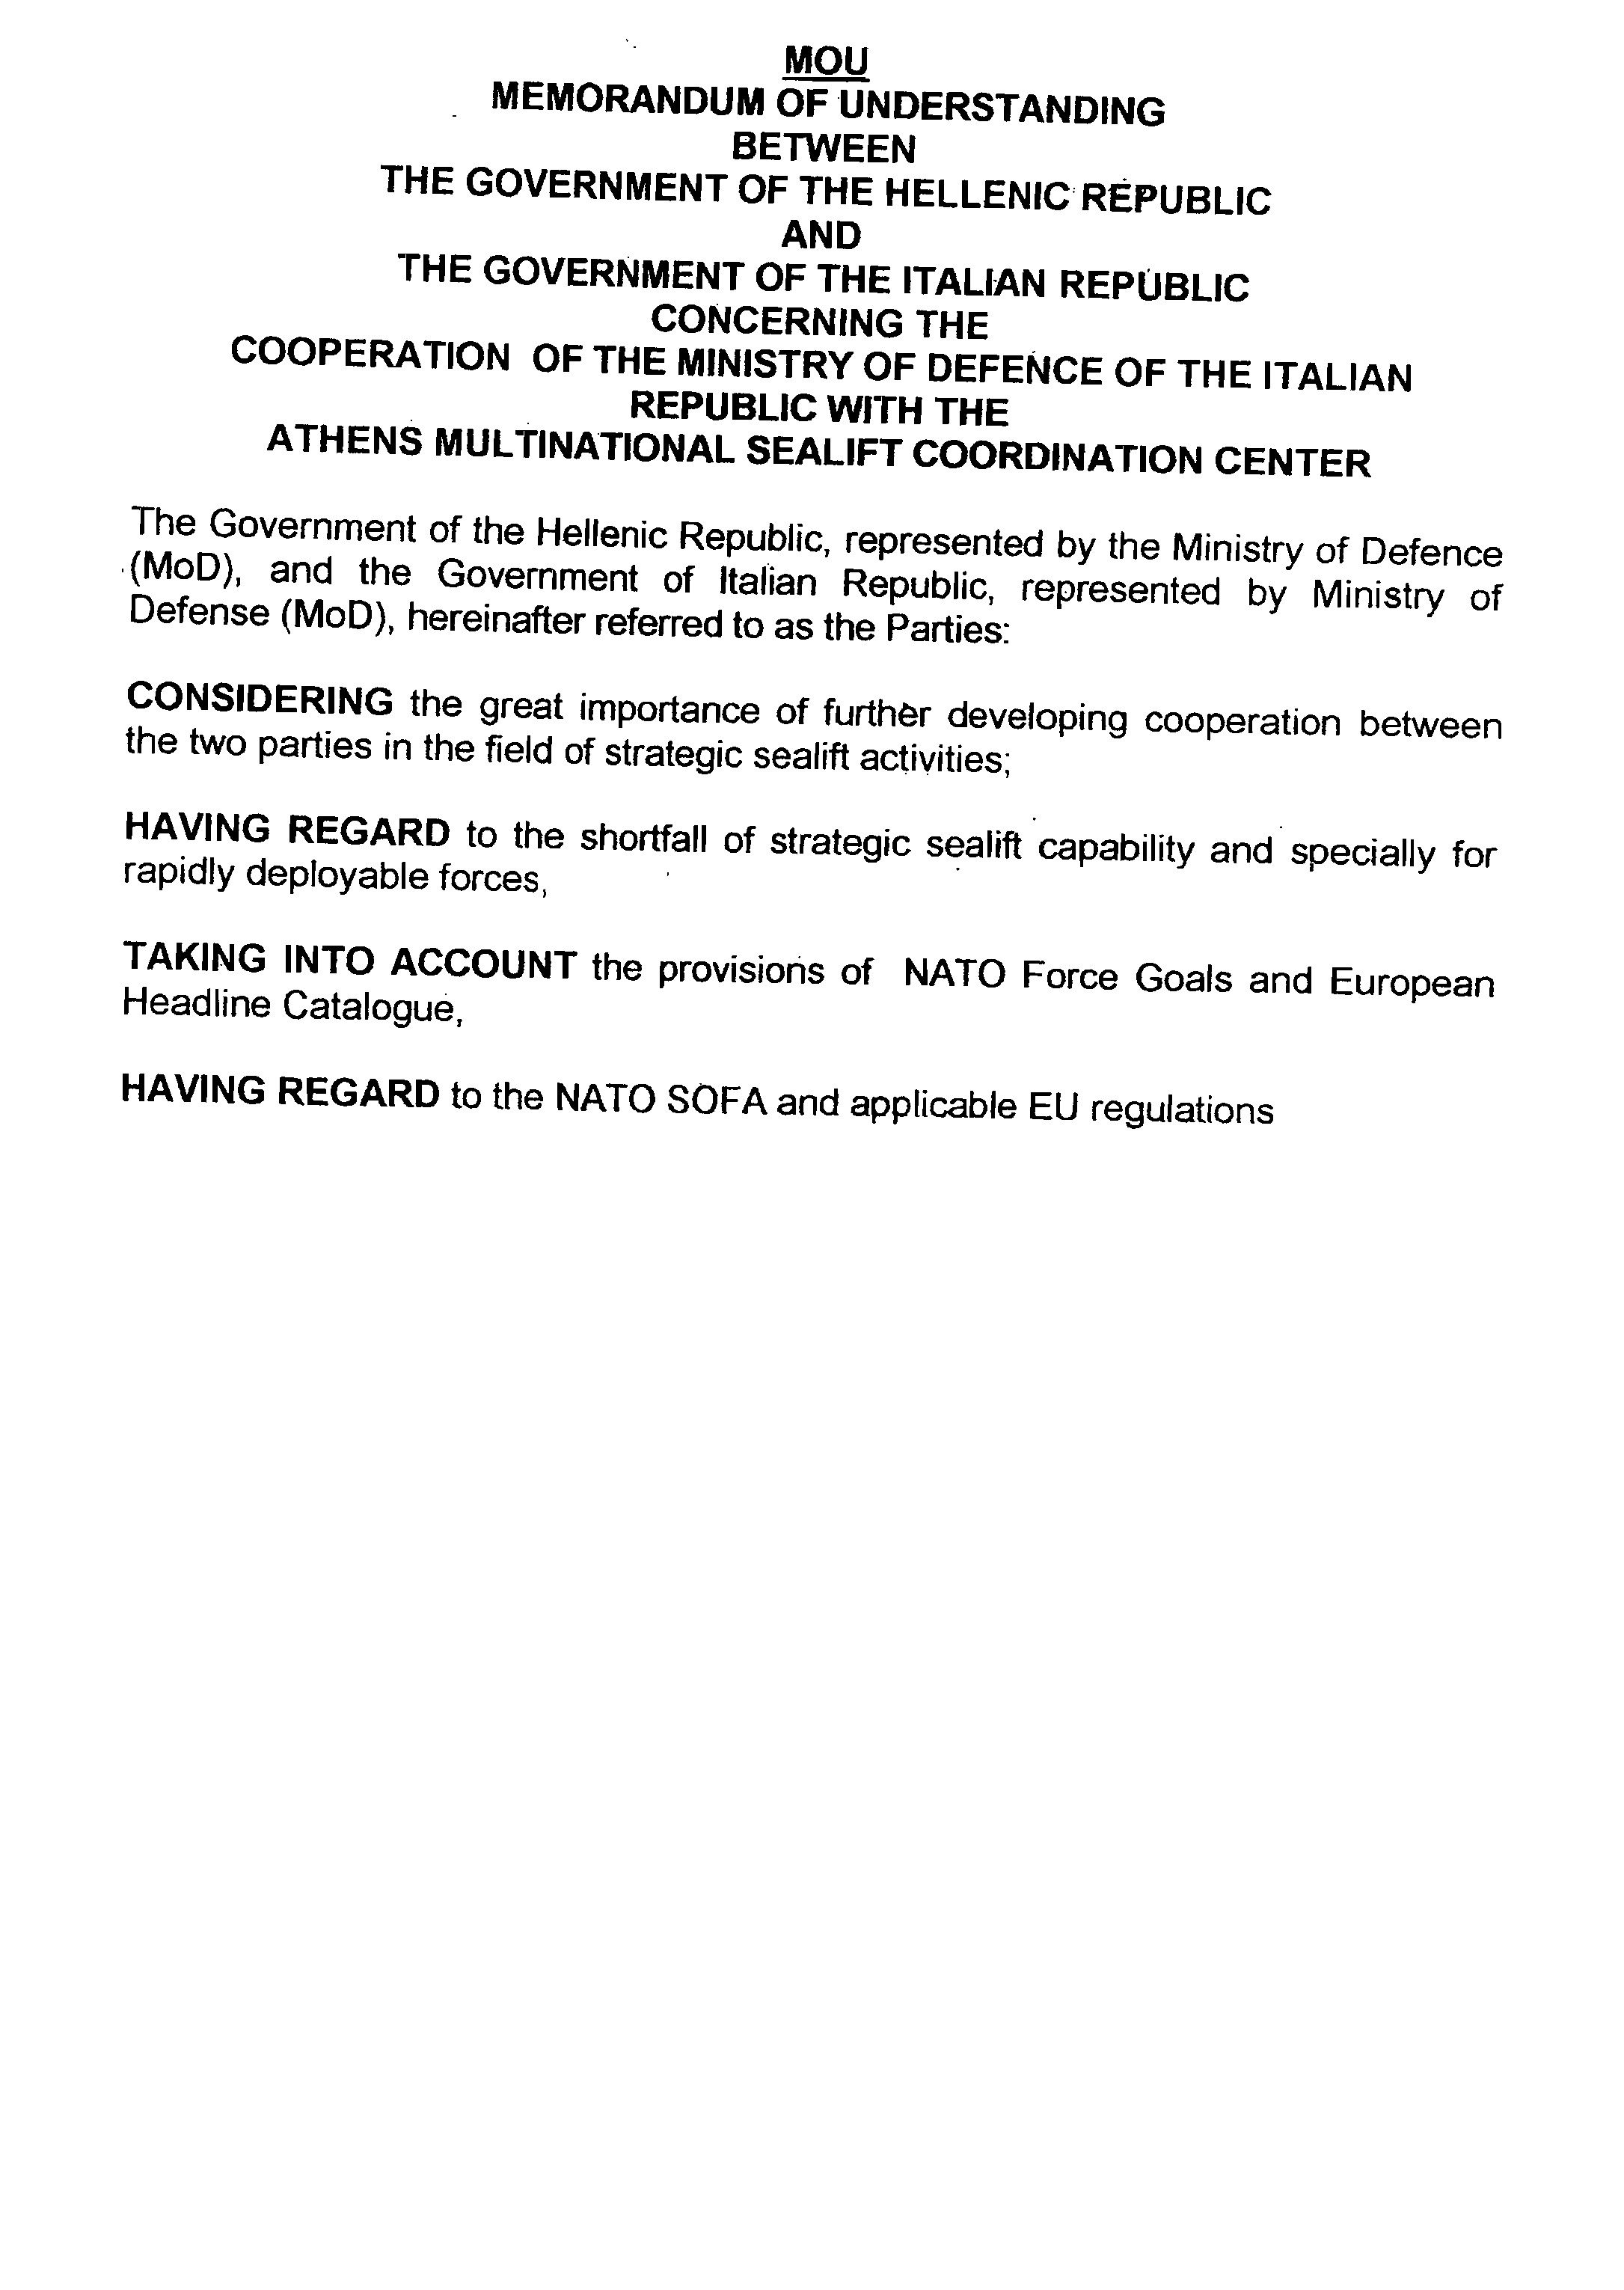 MOU
MEMORANDUM OF UNDERSTANDING
BETWEEN
THE GOVERNMENT OF THE HELLENIC REPUBLIC
AND
THE GOVERNMENT OF THE ITALIAN REPUBLIC
CONCERNING THE
COOPERATION OF THE MINISTRY OF DEFENCE OF THE ITALIAN
REPUBLIC WITH THE
ATHENS MULTINATIONAL SEALIFT COORDINATION CENTER
The Government of the Hellenic Republic, represented by the Ministry of Defence
(MoD), and the Government of Italian Republic, represented by Ministry of
Defense (MoD), hereinafter referred to as the Parties:
CONSIDERING the great importance of further developing cooperation between
the two parties in the field of strategic sealift activities;
HAVING REGARD to the shortfall of strategic sealift capability and specially for
rapidly deployable forces,
TAKING INTO ACCOUNT the provisions of NATO Force Goals and European
Headline Catalogue,
HAVING REGARD to the NATO SOFA and applicable EU regulations